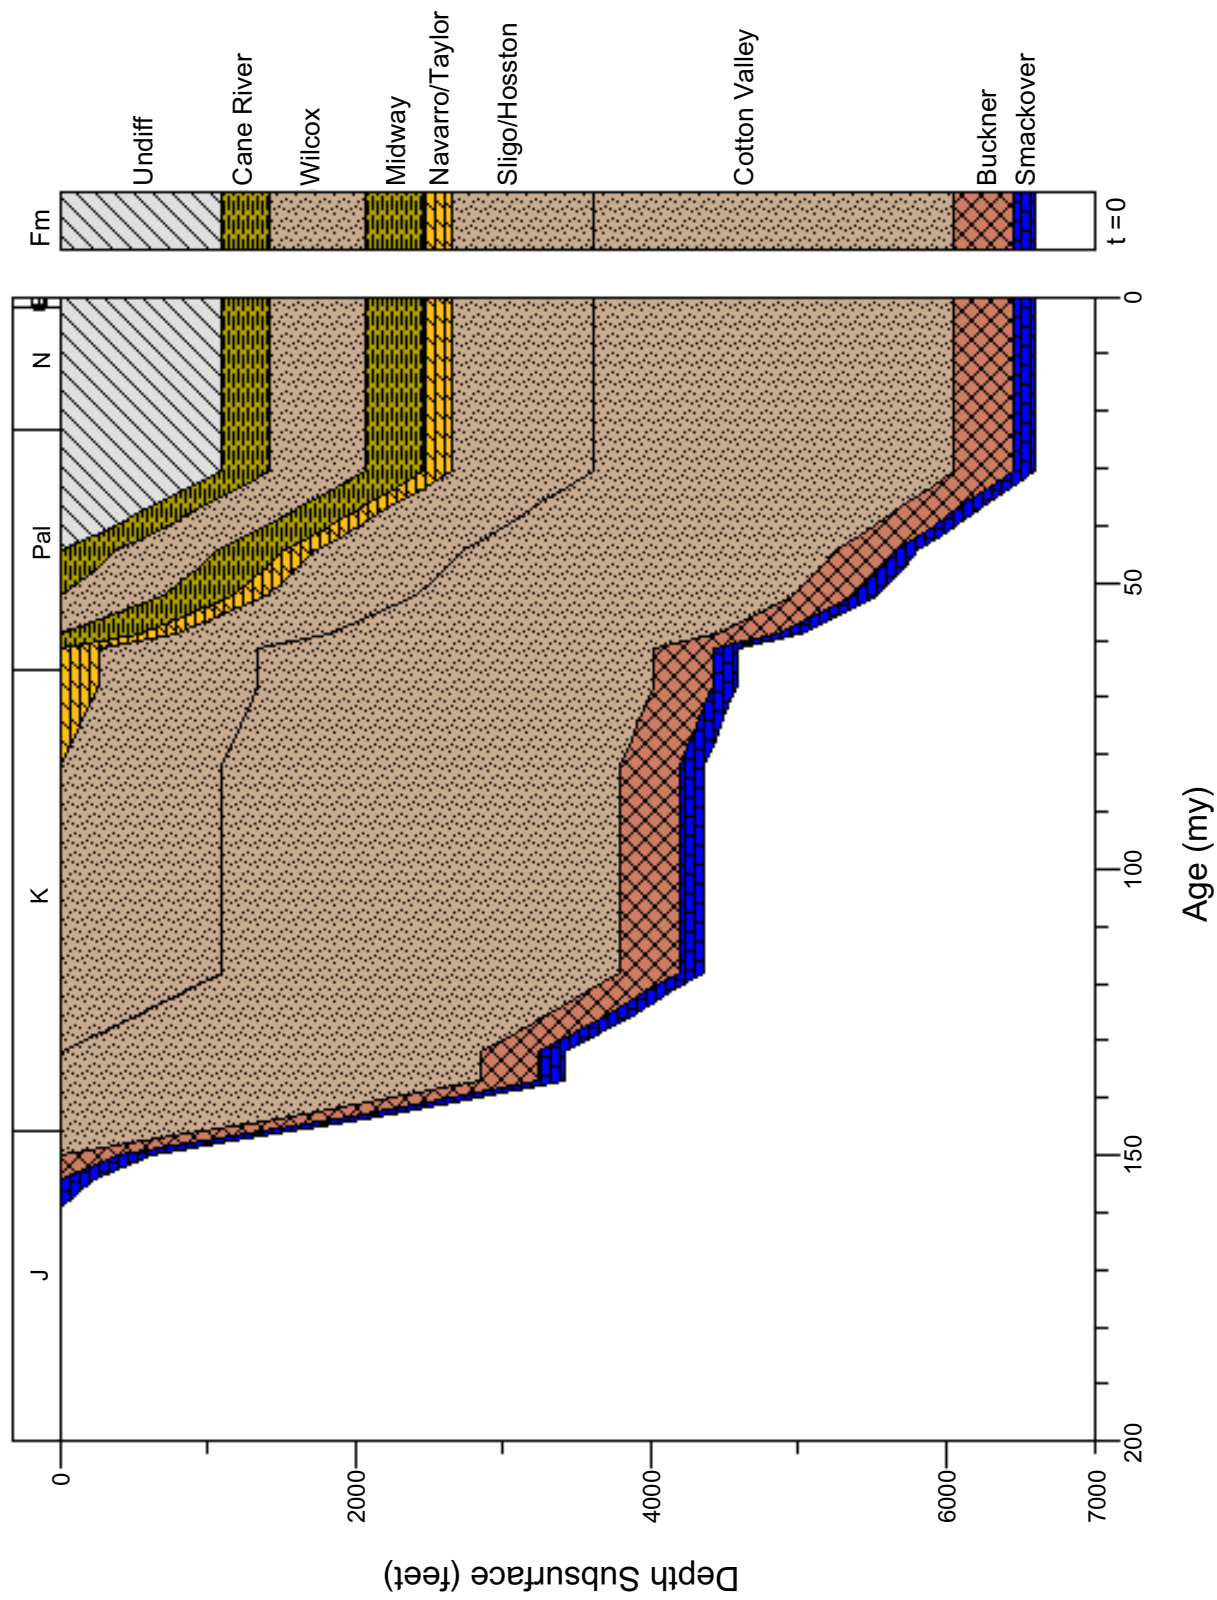 J
K
Pal
N
Fm
Undiff
Cane River
Wilcox
Midway
Navarro/Taylor
Sligo/Hosston
Cotton Valley
Buckner
Smackover
t = 0
0
2000
4000
6000
7000
Depth Subsurface (feet)
200
150
100
50
0
Age (my)